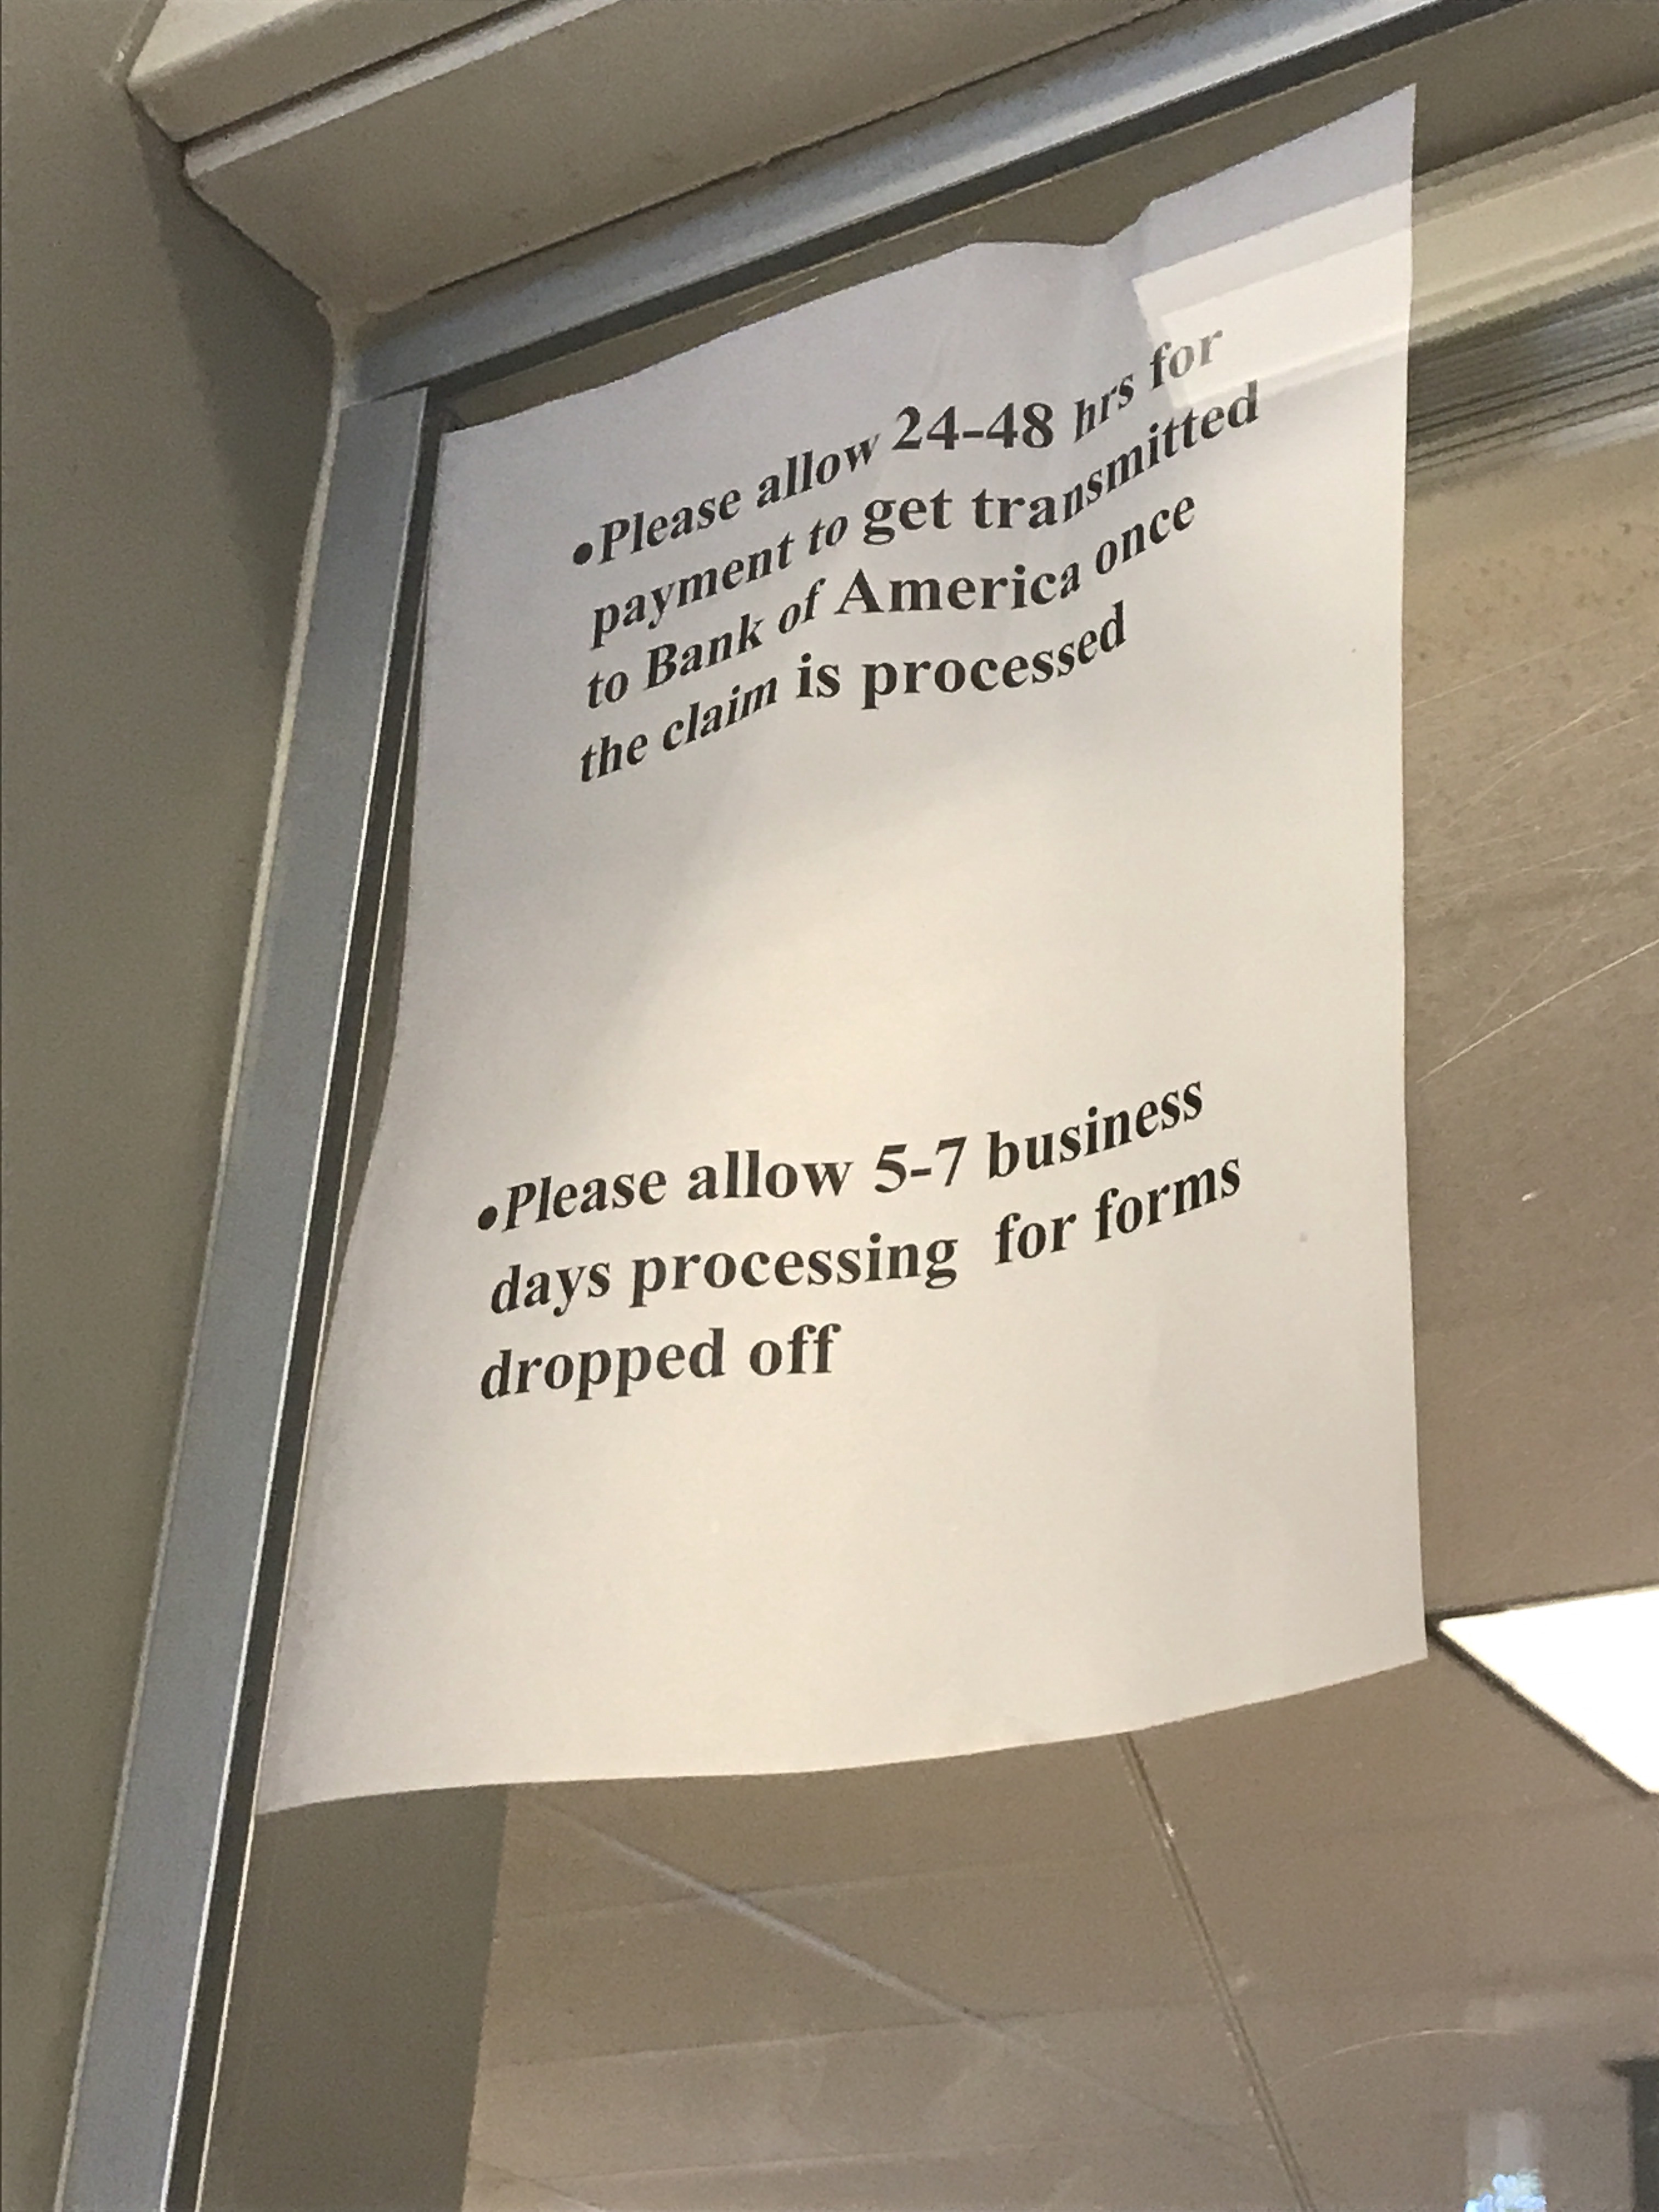 •Please allow 24-48 hrs for
payment to get transmitted
to Bank of America once
the claim is processed
•Please allow 5-7 business
days processing for forms
dropped off